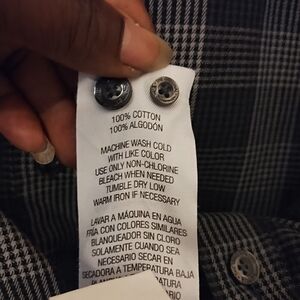 100% COTTON
100% ALGODÓN
MACHINE WASH COLD
WITH LIKE COLOR
USE ONLY NON-CHLORINE
BLEACH WHEN NEEDED
TUMBLE DRY LOW
WARM IRON IF NECESSARY
LAVAR A MÁQUINA EN AGUA
FRÍA CON COLORES SIMILARES
BLANQUEADOR SIN CLORO
SOLAMENTE CUANDO SEA
NECESARIO SECAR EN
SECADORA A TEMPERATURA BAJA